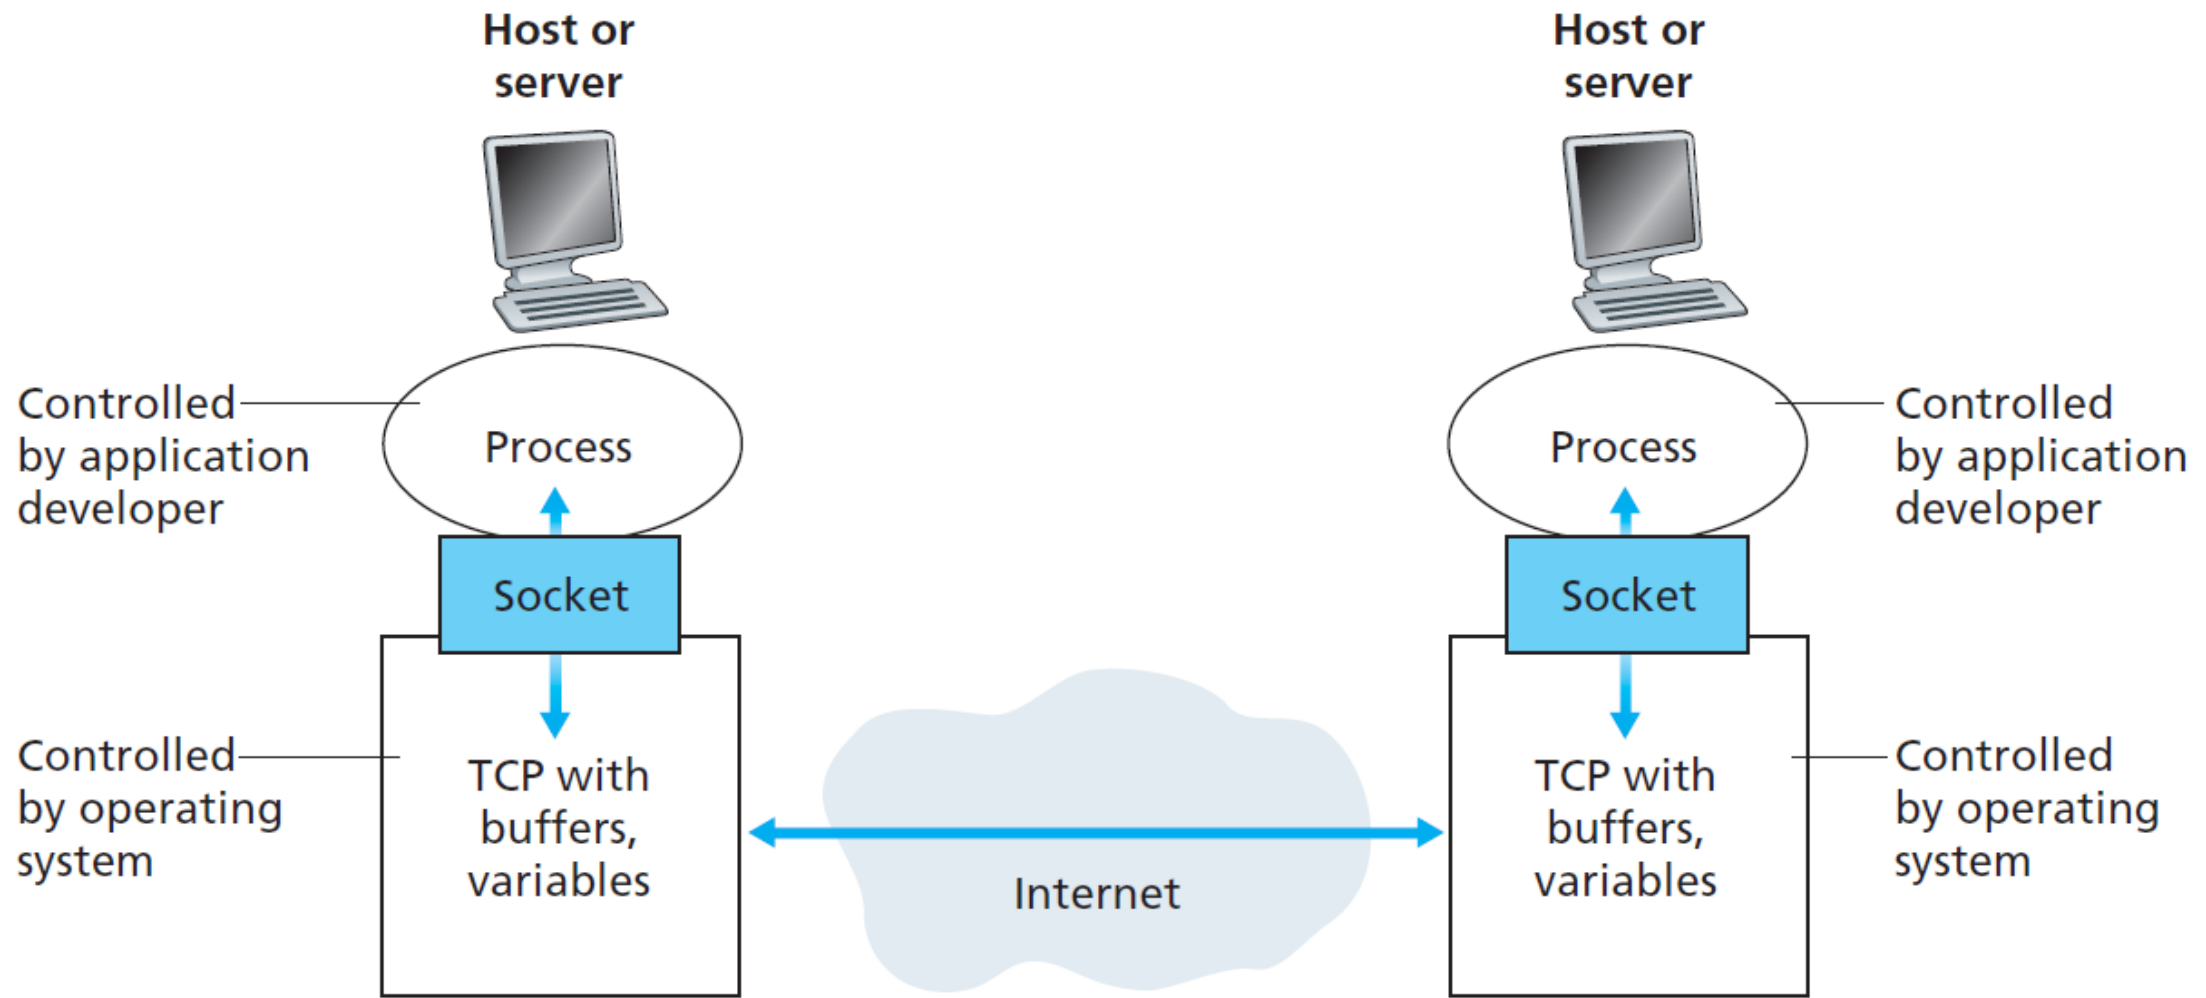 Host or
server
Host or
server
Controlled
by application
developer
Process
Process
Controlled
by application
developer
Socket
Socket
Controlled
by operating
system
TCP with
buffers,
variables
Internet
TCP with
buffers,
variables
Controlled
by operating
system